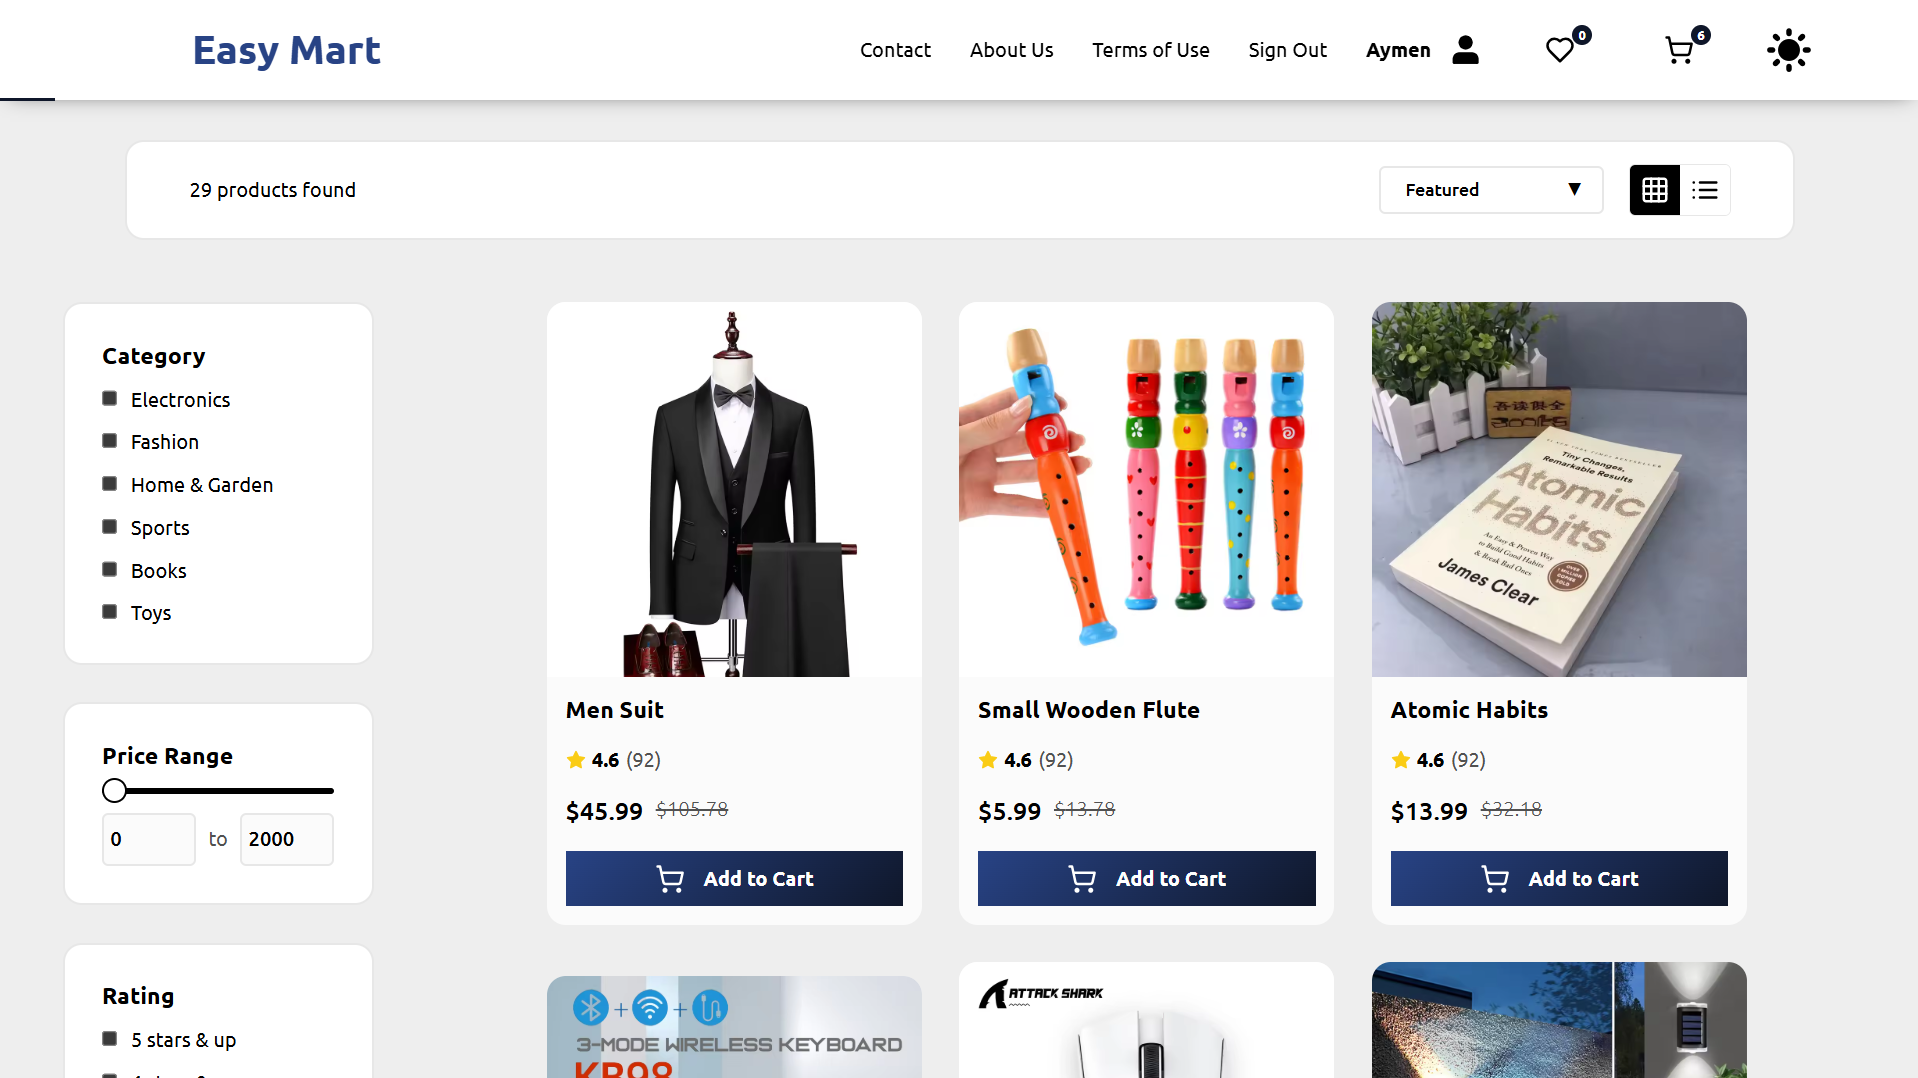 Easy Mart
Contact
About Us
Terms of Use
Sign Out
Aymen
0
6
29 products found
Featured
Category
Electronics
Fashion
Home & Garden
Sports
Books
Toys
Price Range
0 to 2000
Rating
5 stars & up
Men Suit
4.6 (92)
$45.99 $105.78
Add to Cart
Small Wooden Flute
4.6 (92)
$5.99 $13.78
Add to Cart
Tiny Changes,
Remarkable Results
Atomic
Habits
An Easy & Proven Way
to Build Good Habits
& Break Bad Ones
James Clear
OVER
1 MILLION
COPIES
SOLD
Atomic Habits
4.6 (92)
$13.99 $32.18
Add to Cart
3-MODE WIRELESS KEYBOARD
ATTACK SHARK